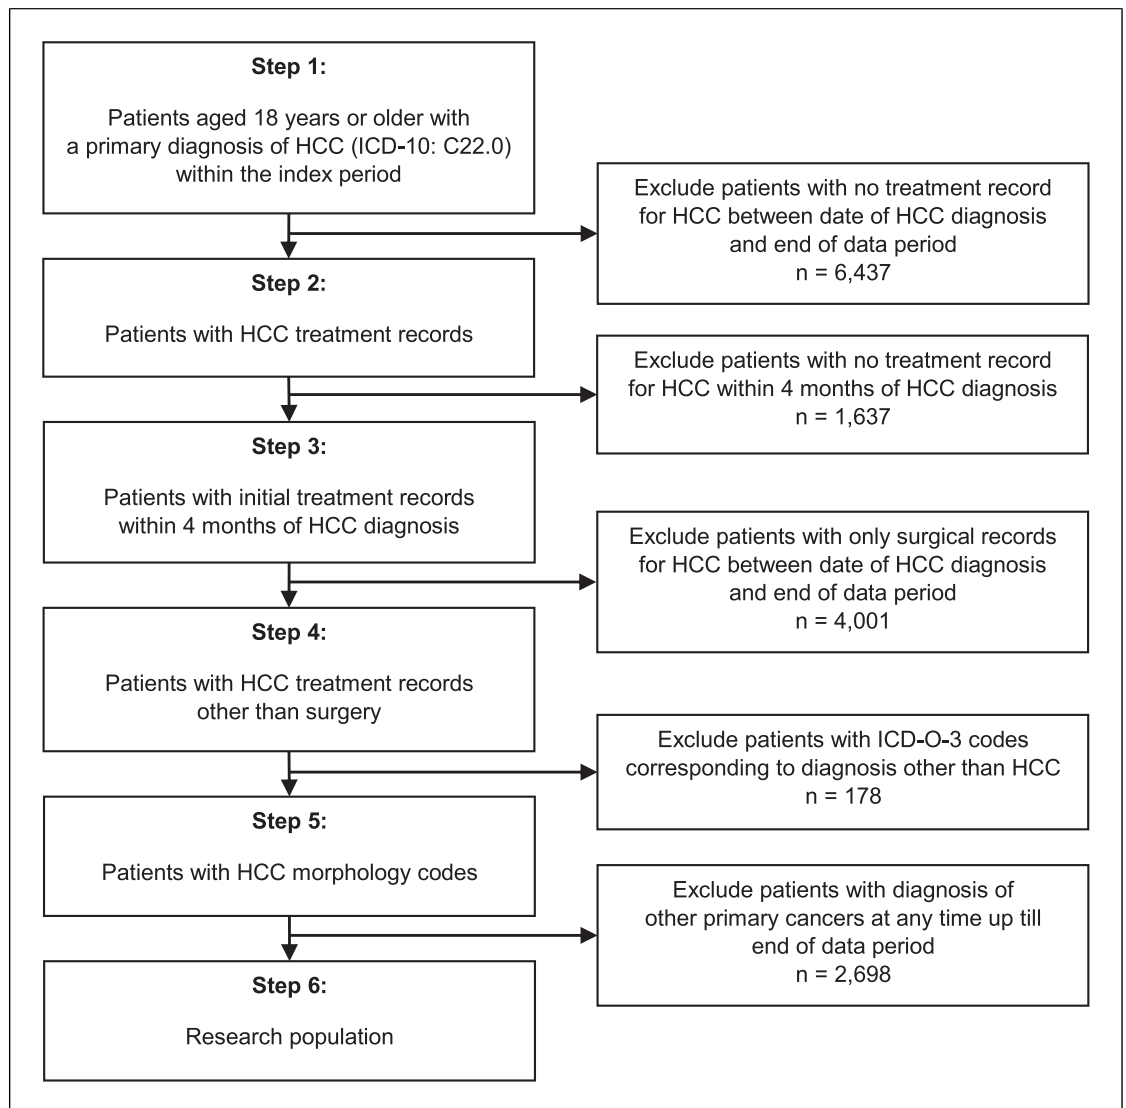 Step 1:
Patients aged 18 years or older with
a primary diagnosis of HCC (ICD-10: C22.0)
within the index period
Exclude patients with no treatment record
for HCC between date of HCC diagnosis
and end of data period
n = 6,437
Step 2:
Patients with HCC treatment records
Exclude patients with no treatment record
for HCC within 4 months of HCC diagnosis
n = 1,637
Step 3:
Patients with initial treatment records
within 4 months of HCC diagnosis
Exclude patients with only surgical records
for HCC between date of HCC diagnosis
and end of data period
n = 4,001
Step 4:
Patients with HCC treatment records
other than surgery
Exclude patients with ICD-O-3 codes
corresponding to diagnosis other than HCC
n = 178
Step 5:
Patients with HCC morphology codes
Exclude patients with diagnosis of
other primary cancers at any time up till
end of data period
n = 2,698
Step 6:
Research population